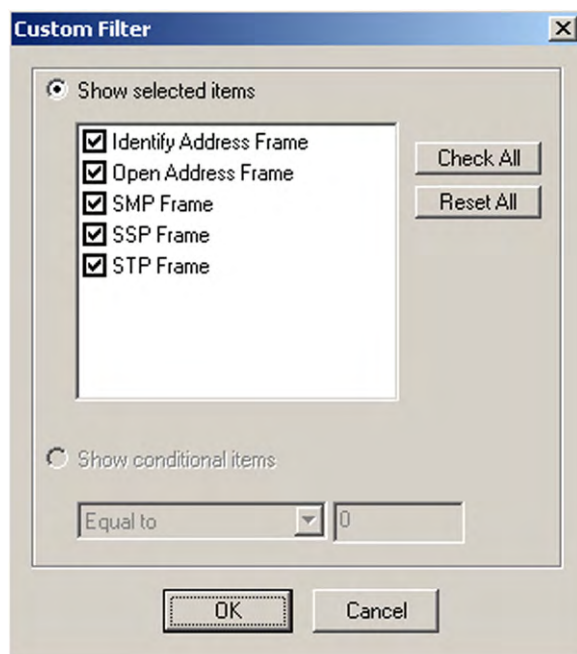 Custom Filter
Show selected items
Identify Address Frame
Open Address Frame
SMP Frame
SSP Frame
STP Frame
Check All
Reset All
Show conditional items
Equal to 0
OK Cancel